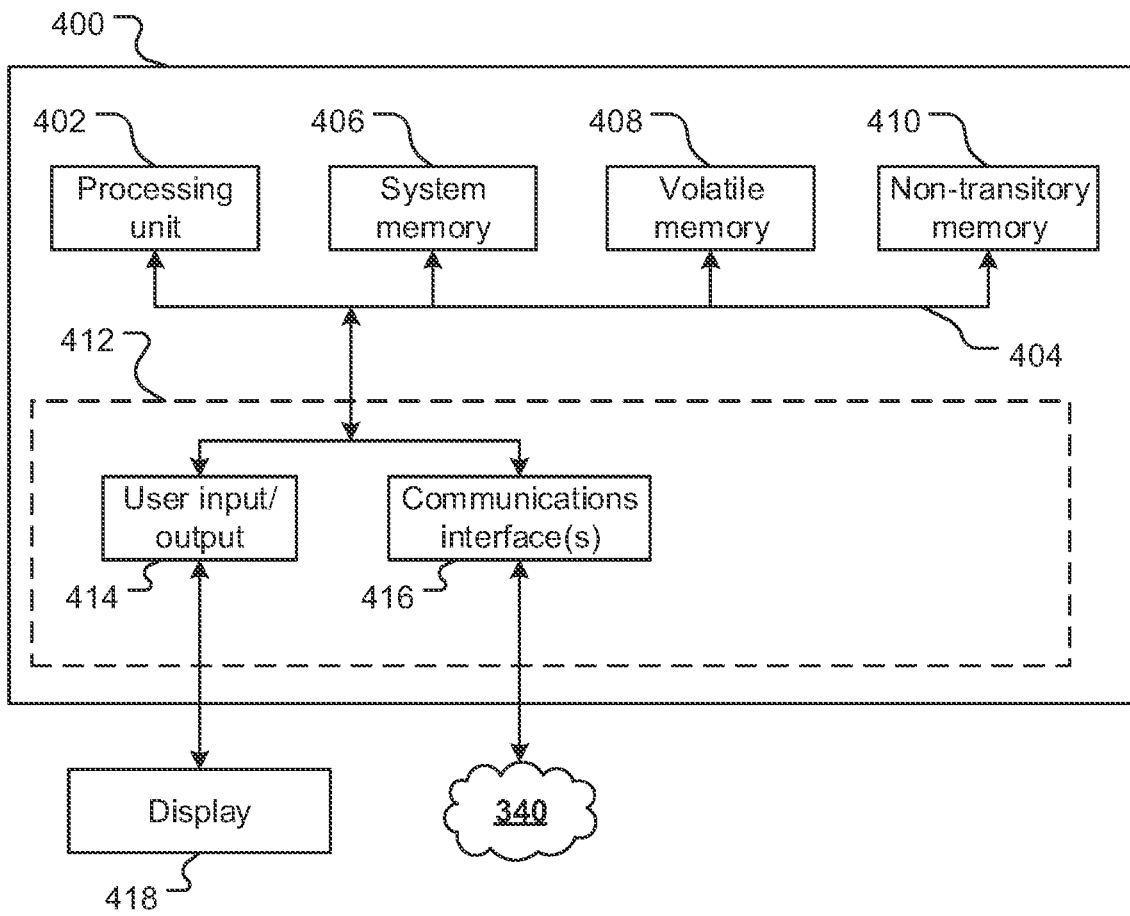 400
402
406
408
410
Processing
unit
System
memory
Volatile
memory
Non-transitory
memory
412
404
User input/
output
Communications
interface(s)
414
416
Display
340
418